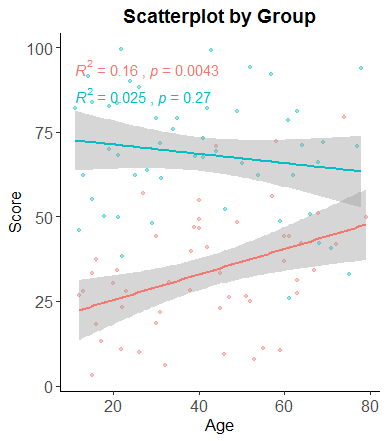 Scatterplot by Group
100
R² = 0.16 , p = 0.0043
R² = 0.025 , p = 0.27
75
Score
50
25
0
20 40 60 80
Age